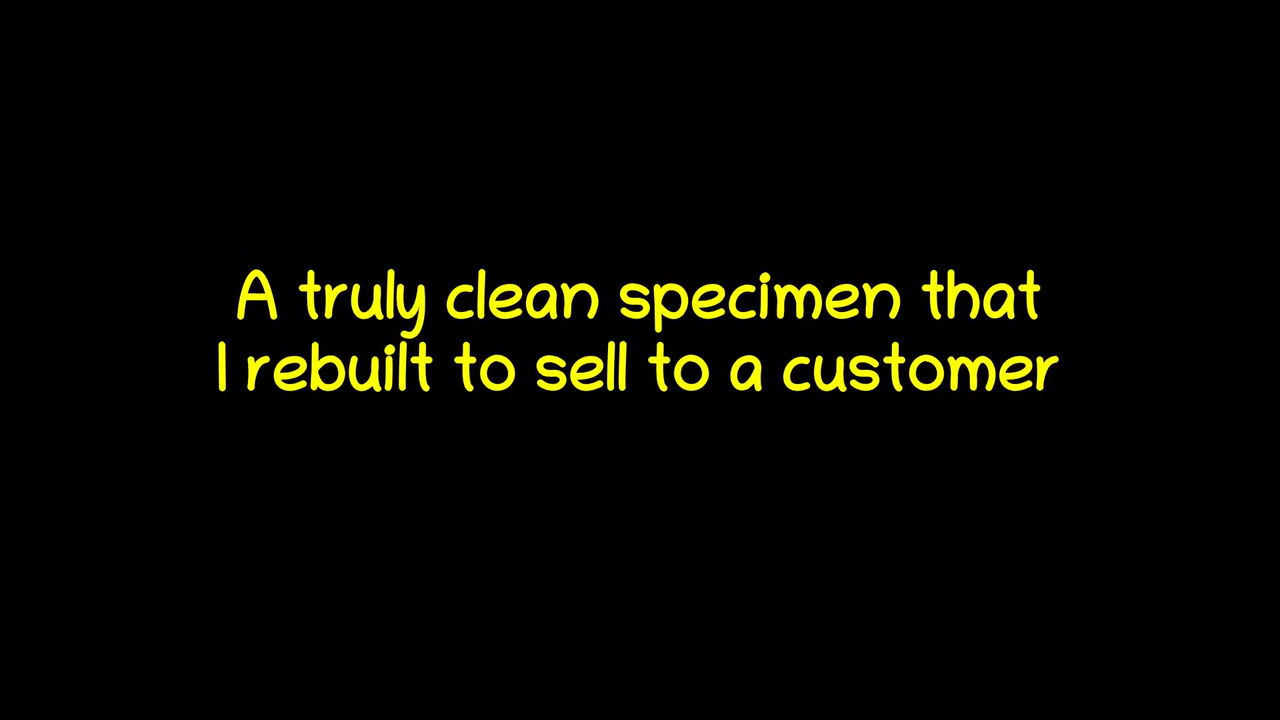 A truly clean specimen that
I rebuilt to sell to a customer